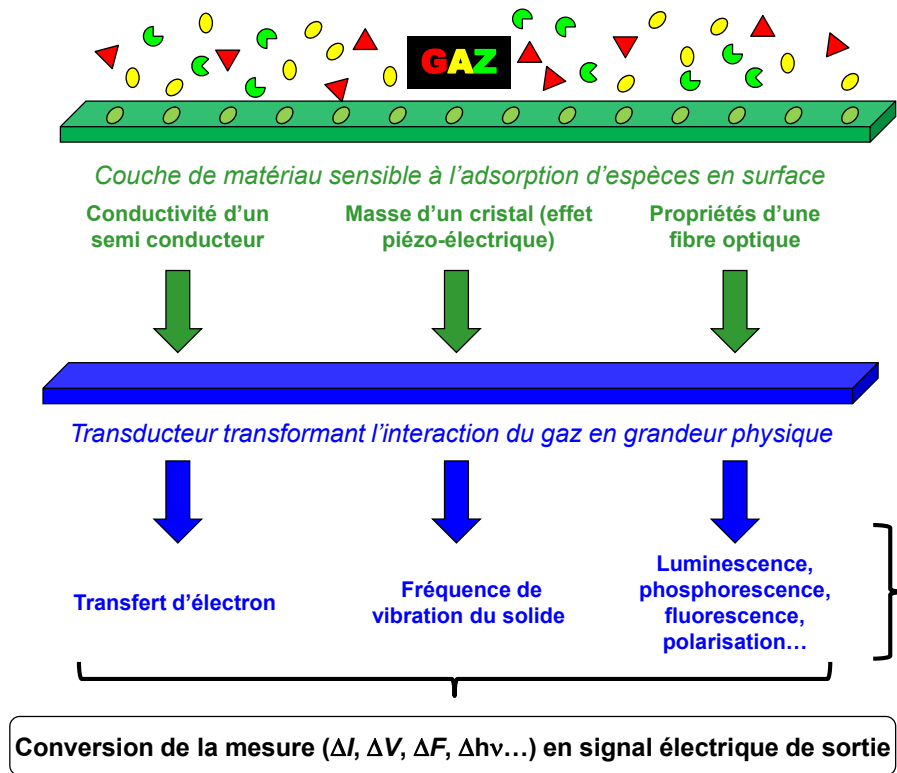 GAZ
Couche de matériau sensible à l’adsorption d’espèces en surface
Conductivité d’un
semi conducteur
Masse d’un cristal (effet
piézo-électrique)
Propriétés d’une
fibre optique
Transducteur transformant l’interaction du gaz en grandeur physique
Transfert d’électron
Fréquence de
vibration du solide
Luminescence,
phosphorescence,
fluorescence,
polarisation…
Conversion de la mesure (ΔI, ΔV, ΔF, Δhν…) en signal électrique de sortie